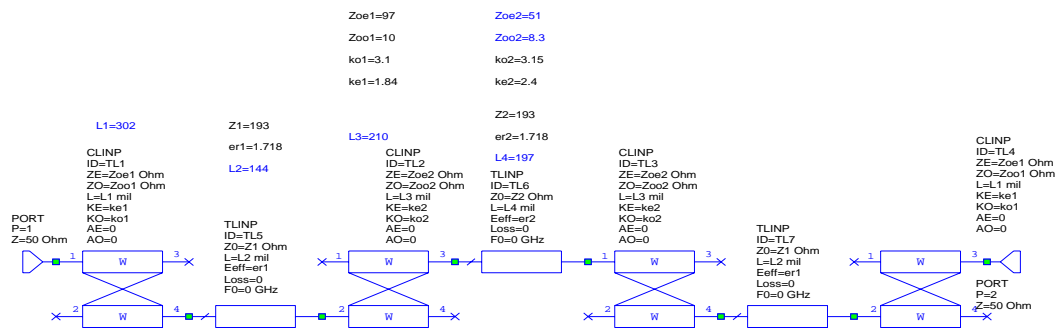 Zoe1=97
Zoo1=10
ko1=3.1
ke1=1.84
Zoe2=51
Zoo2=8.3
ko2=3.15
ke2=2.4
L1=302
Z1=193
er1=1.718
L2=144
L3=210
Z2=193
er2=1.718
L4=197
CLINP
ID=TL1
ZE=Zoe1 Ohm
ZO=Zoo1 Ohm
L=L1 mil
KE=ke1
KO=ko1
AE=0
AO=0
CLINP
ID=TL2
ZE=Zoe2 Ohm
ZO=Zoo2 Ohm
L=L3 mil
KE=ke2
KO=ko2
AE=0
AO=0
TLINP
ID=TL6
Z0=Z2 Ohm
L=L4 mil
Eeff=er2
Loss=0
F0=0 GHz
CLINP
ID=TL3
ZE=Zoe2 Ohm
ZO=Zoo2 Ohm
L=L3 mil
KE=ke2
KO=ko2
AE=0
AO=0
CLINP
ID=TL4
ZE=Zoe1 Ohm
ZO=Zoo1 Ohm
L=L1 mil
KE=ke1
KO=ko1
AE=0
AO=0
PORT
P=1
Z=50 Ohm
TLINP
ID=TL5
Z0=Z1 Ohm
L=L2 mil
Eeff=er1
Loss=0
F0=0 GHz
TLINP
ID=TL7
Z0=Z1 Ohm
L=L2 mil
Eeff=er1
Loss=0
F0=0 GHz
PORT
P=2
Z=50 Ohm
1 W 3
2 W 4
1 W 3
2 W 4
1 W 3
2 W 4
1 W 3
2 W 4